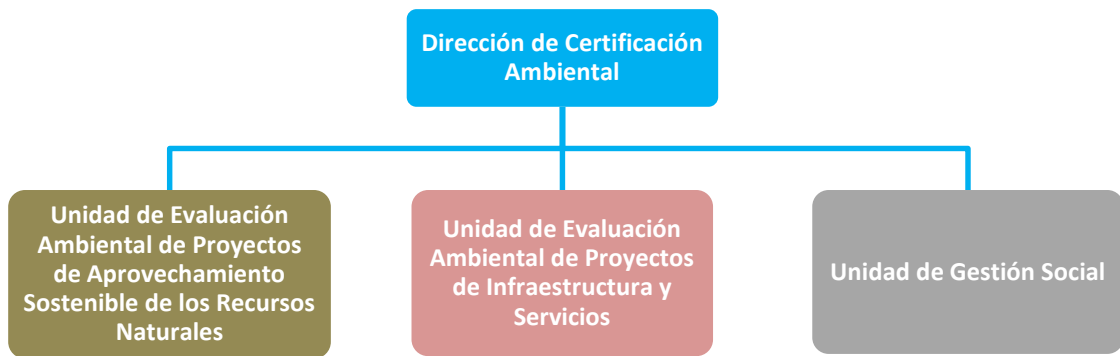 Dirección de Certificación
Ambiental
Unidad de Evaluación
Ambiental de Proyectos
de Aprovechamiento
Sostenible de los Recursos
Naturales
Unidad de Evaluación
Ambiental de Proyectos
de Infraestructura y
Servicios
Unidad de Gestión Social